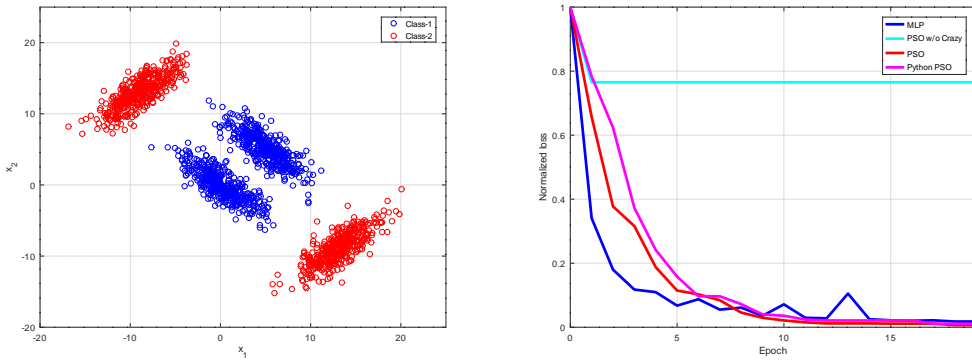 25
20
10
0
-10
-20
-20
-10
0
10
20
x1
x2
Class-1
Class-2
1
0.8
0.6
0.4
0.2
0
0
5
10
15
Epoch
Normalized loss
MLP
PSO w/o Crazy
PSO
Python PSO